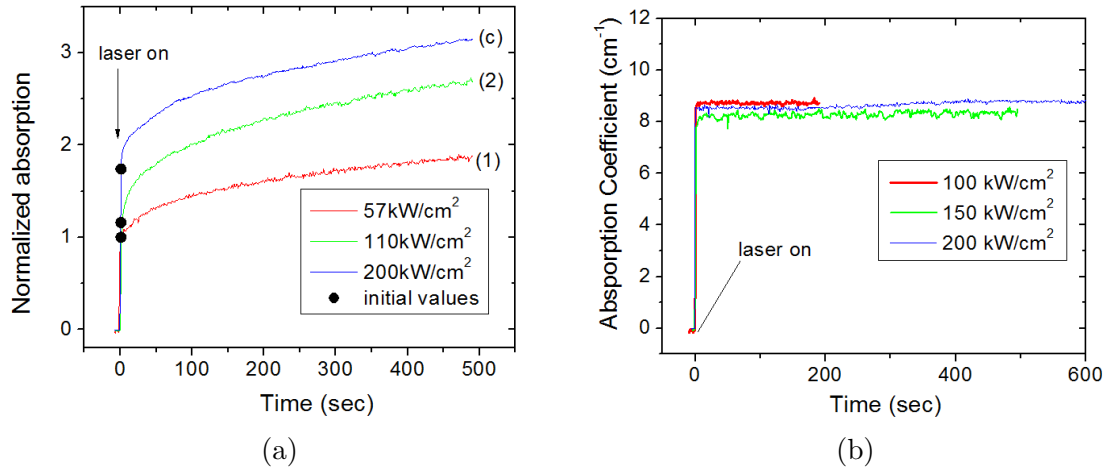 laser on
(c)
(2)
(1)
Normalized absorption
3
2
1
0
57kW/cm²
110kW/cm²
200kW/cm²
initial values
0 100 200 300 400 500
Time (sec)
(a)
Absporption Coefficient (cm⁻¹)
12
10
8
6
4
2
0
-2
100 kW/cm²
150 kW/cm²
200 kW/cm²
laser on
0 200 400 600
Time (sec)
(b)